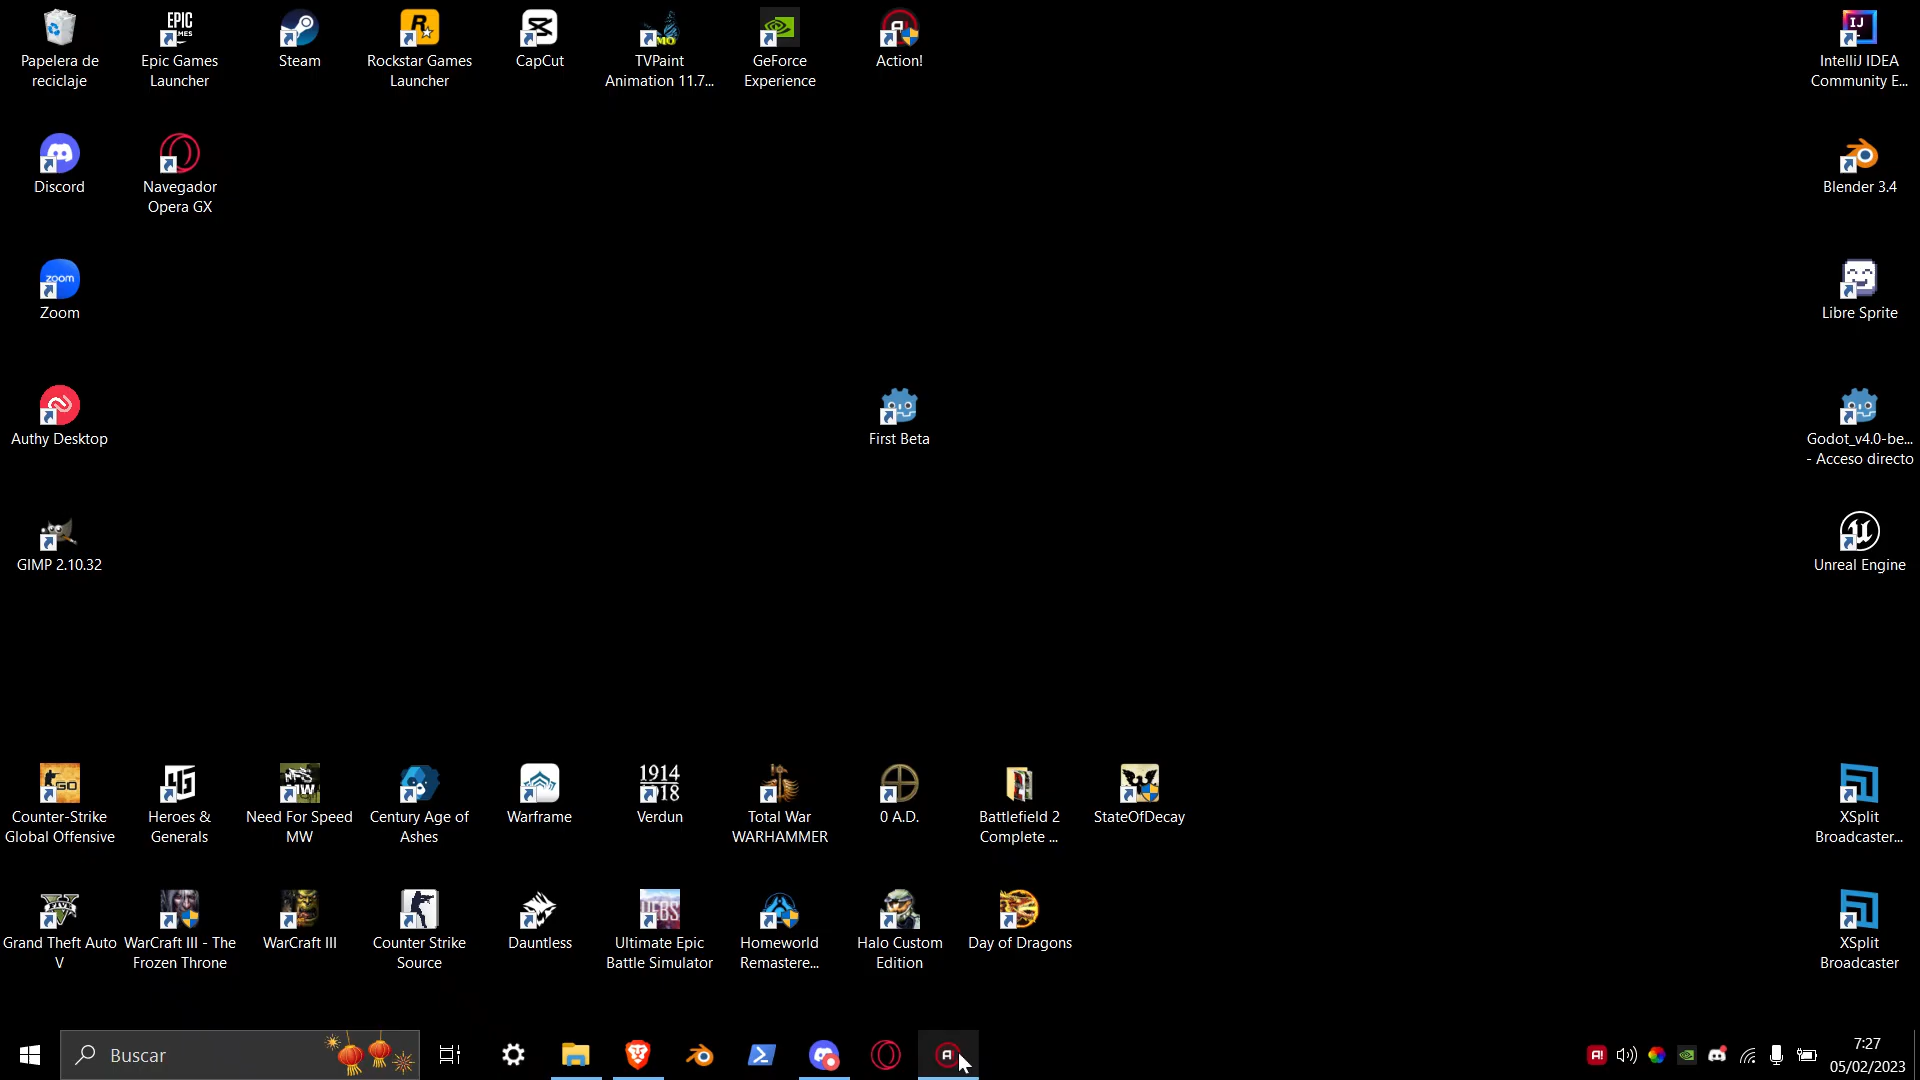 Papelera de
reciclaje
Epic Games
Launcher
Steam
Rockstar Games
Launcher
CapCut
TVPaint
Animation 11.7...
GeForce
Experience
Action!
IntelliJ IDEA
Community E...
Discord
Navegador
Opera GX
Blender 3.4
zoom
Zoom
Libre Sprite
Authy Desktop
First Beta
Godot_v4.0-be...
- Acceso directo
GIMP 2.10.32
Unreal Engine
Counter-Strike
Global Offensive
Heroes &
Generals
Need For Speed
MW
Century Age of
Ashes
Warframe
1914
Verdun
Total War
WARHAMMER
0 A.D.
Battlefield 2
Complete ...
StateOfDecay
XSplit
Broadcaster...
Grand Theft Auto
V
WarCraft III - The
Frozen Throne
WarCraft III
Counter Strike
Source
Dauntless
Ultimate Epic
Battle Simulator
Homeworld
Remastere...
Halo Custom
Edition
Day of Dragons
XSplit
Broadcaster
Buscar
7:27
05/02/2023